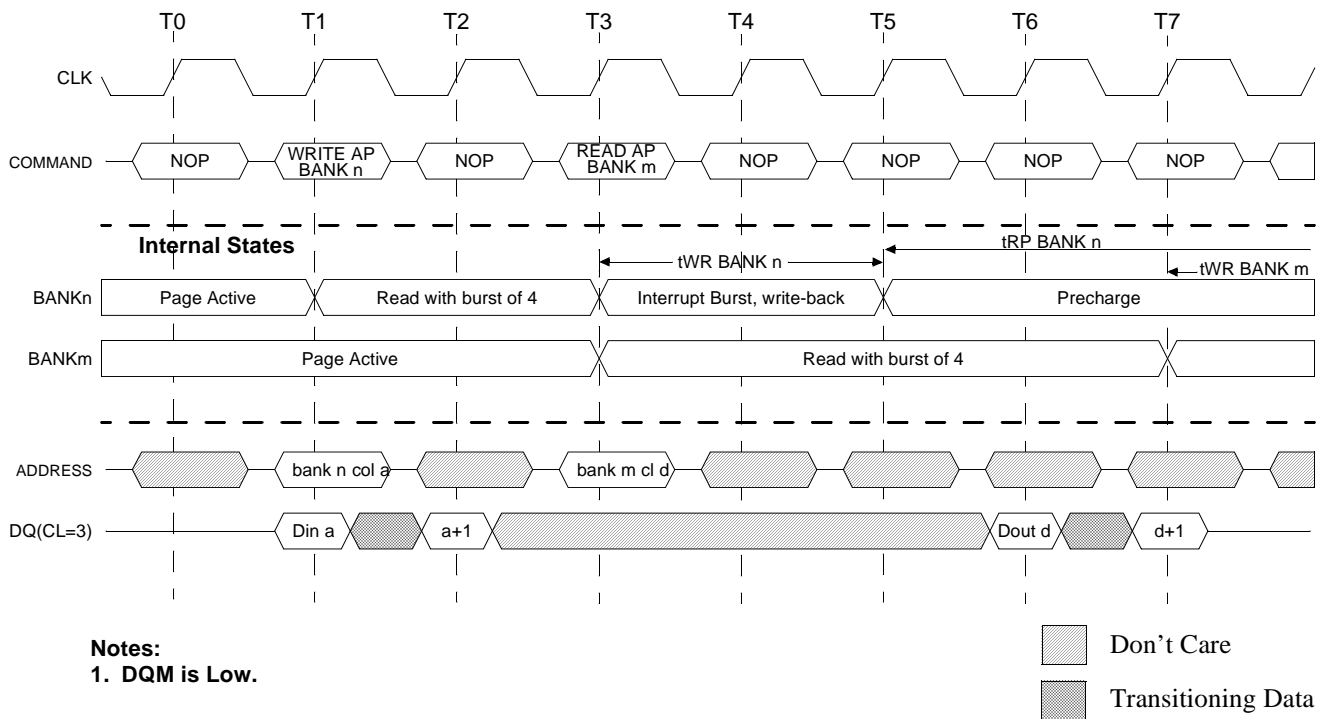 T0 T1 T2 T3 T4 T5 T6 T7
CLK
COMMAND NOP WRITE AP BANK n NOP READ AP BANK m NOP NOP NOP NOP
Internal States
tRP BANK n
tWR BANK n
tWR BANK m
BANKn Page Active Read with burst of 4 Interrupt Burst, write-back Precharge
BANKm Page Active Read with burst of 4
ADDRESS bank n col a bank m cl d
DQ(CL=3) Din a a+1 Dout d d+1
Notes:
1. DQM is Low.
Don't Care
Transitioning Data